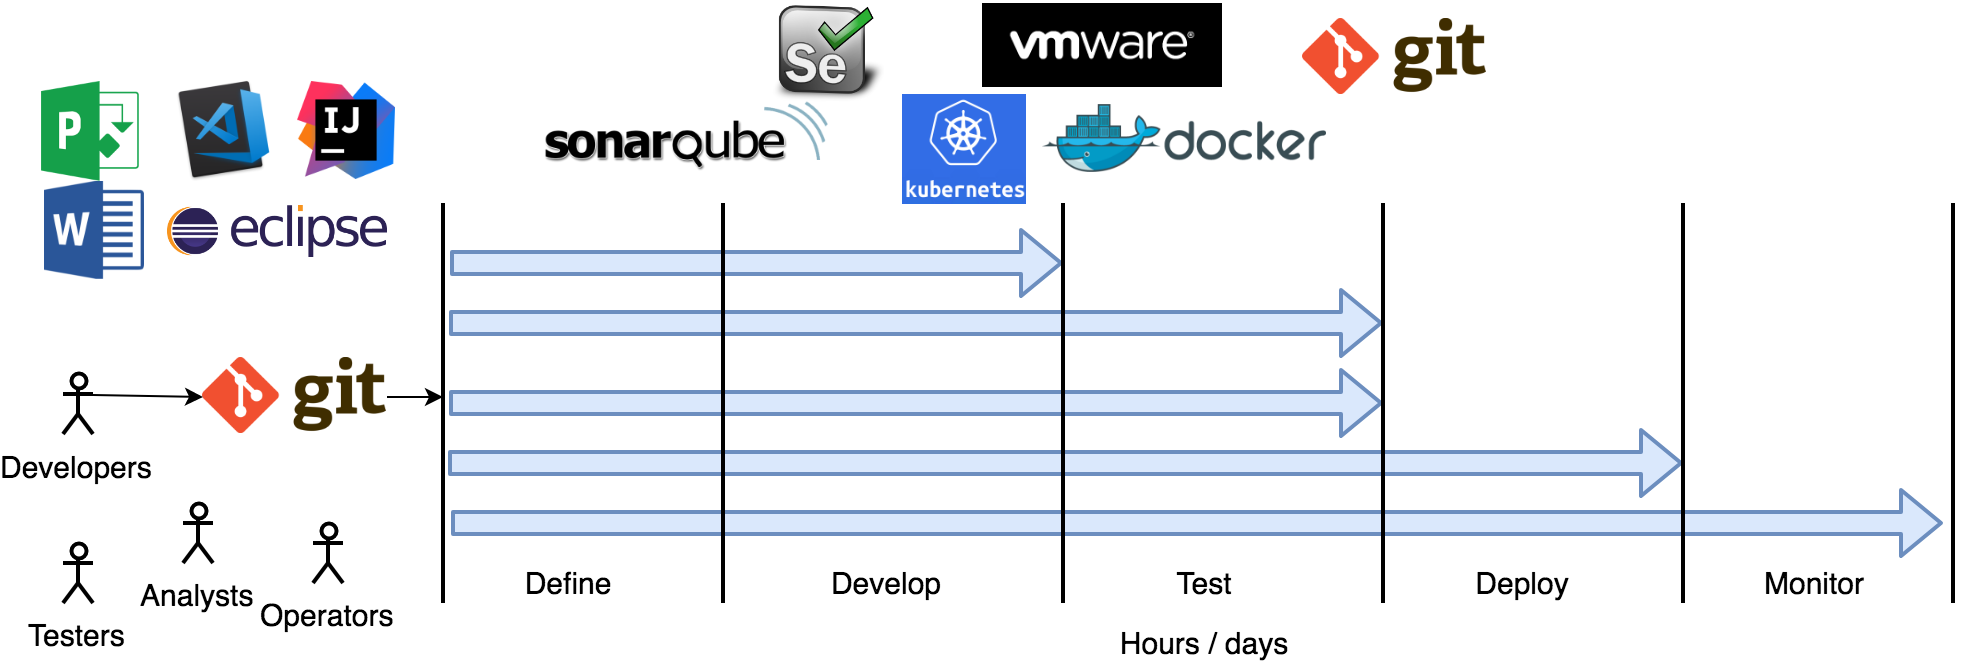 Se
vmware®
git
P
IJ
sonarqube
docker
kubernetes
W
eclipse
git
Developers
Analysts
Operators
Testers
Define
Develop
Test
Deploy
Monitor
Hours / days